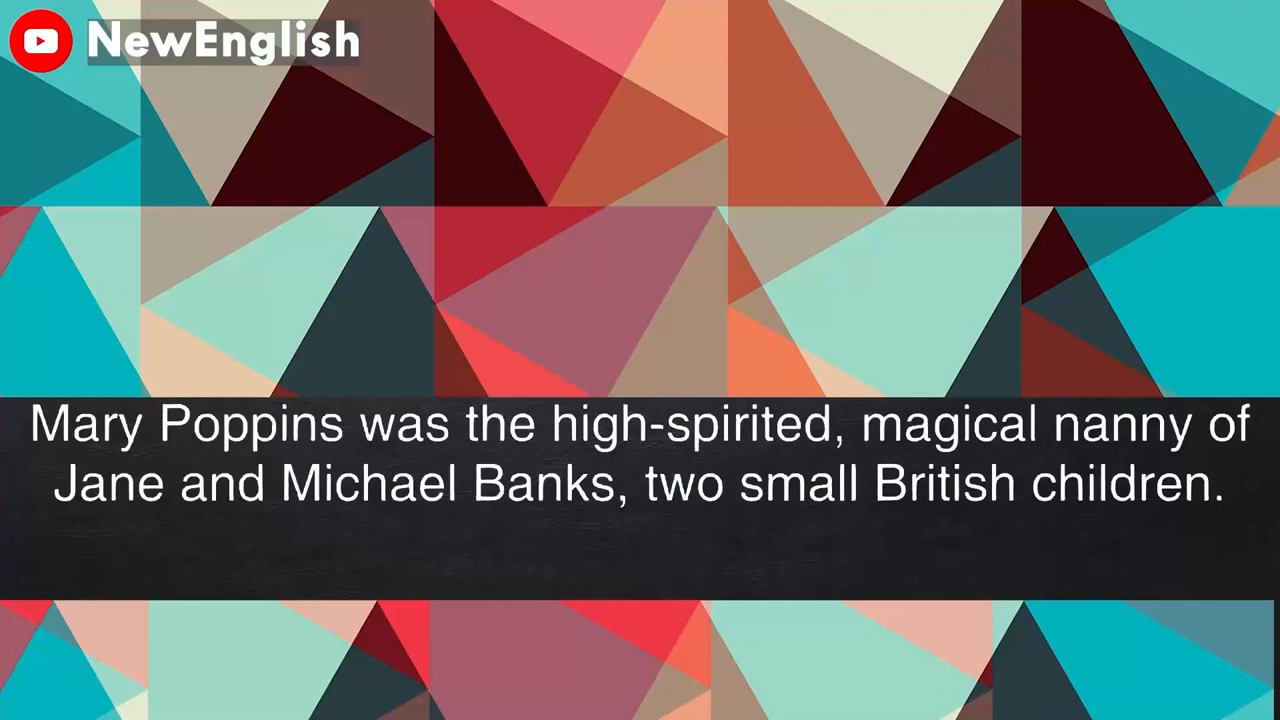 NewEnglish
Mary Poppins was the high-spirited, magical nanny of
Jane and Michael Banks, two small British children.